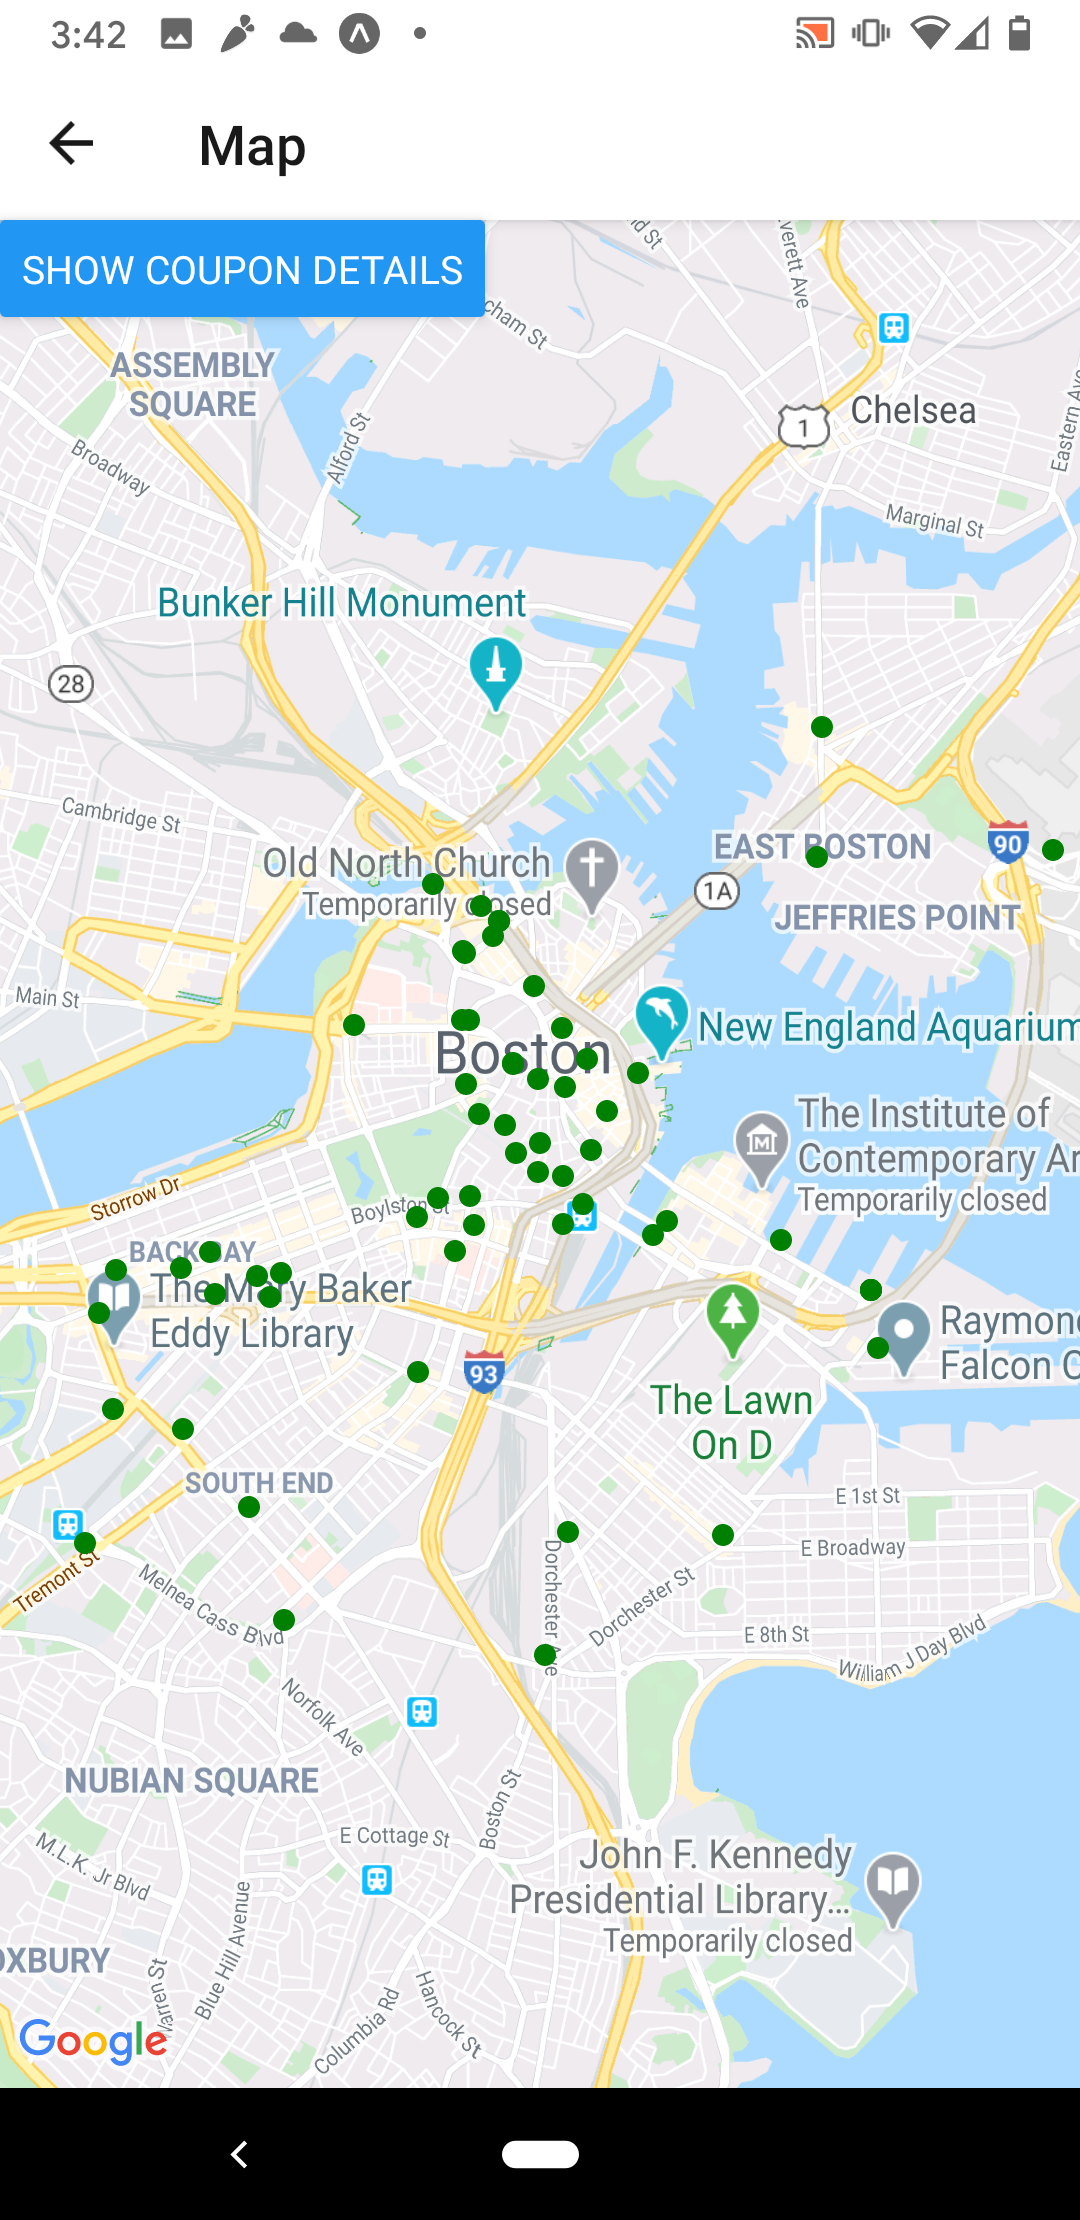 3:42
Map
SHOW COUPON DETAILS
verett Ave
cham St
ASSEMBLY
SQUARE
Chelsea
1
Alford St
Broadway
Eastern Ave
Marginal St
Bunker Hill Monument
28
Cambridge St
EAST BOSTON
90
Old North Church
Temporarily closed
1A
JEFFRIES POINT
Main St
New England Aquarium
Boston
The Institute of
Contemporary Ar
Temporarily closed
Storrow Dr
Boylston St
BACK BAY
The Mary Baker
Eddy Library
Raymond
Falcon C
93
The Lawn
On D
SOUTH END
E 1st St
E Broadway
Tremont St
Dorchester Ave
Dorchester St
Melnea Cass Blvd
E 8th St
William J Day Blvd
Norfolk Ave
NUBIAN SQUARE
Boston St
E Cottage St
M.L.K. Jr Blvd
John F. Kennedy
Presidential Library...
Temporarily closed
Blue Hill Avenue
OXBURY
Warren St
Hancock St
Columbia Rd
Google